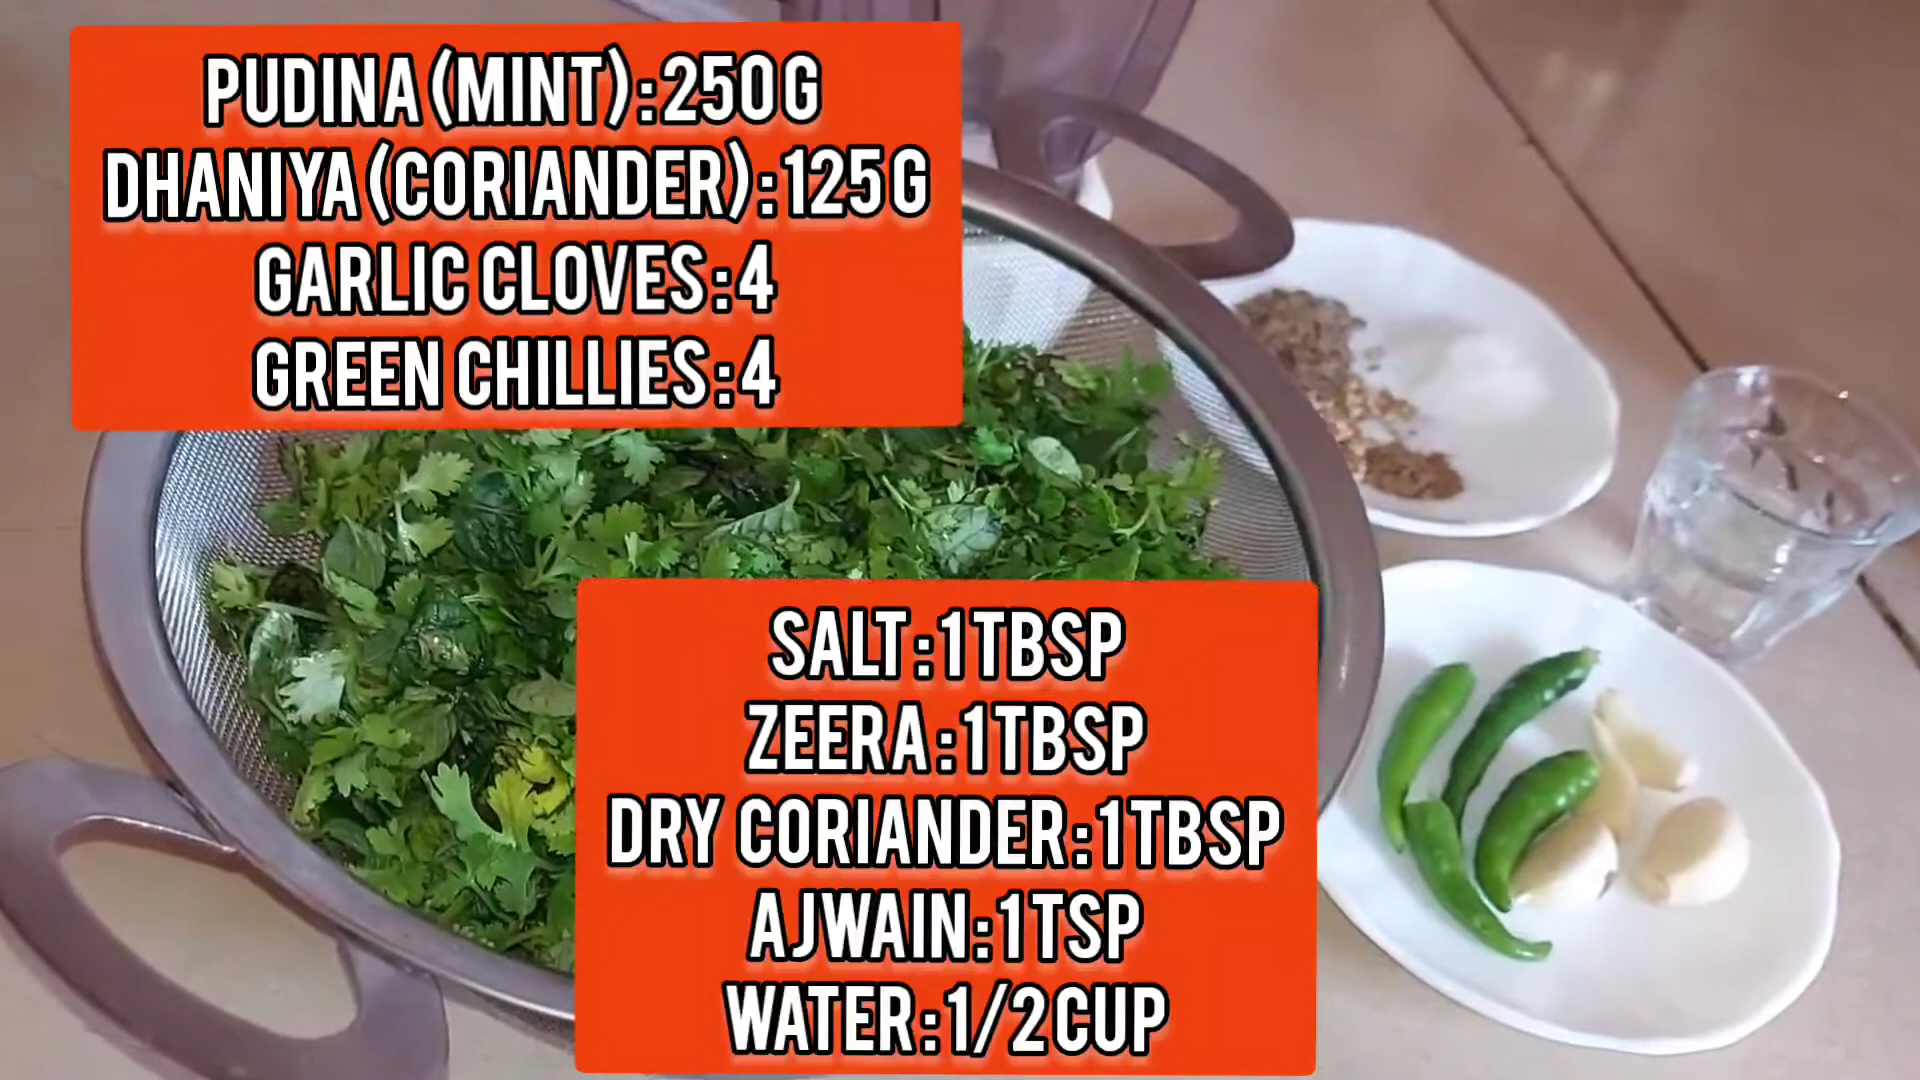 PUDINA (MINT) : 250 G
DHANIYA (CORIANDER) : 125 G
GARLIC CLOVES : 4
GREEN CHILLIES : 4
SALT : 1 TBSP
ZEERA : 1 TBSP
DRY CORIANDER : 1 TBSP
AJWAIN : 1 TSP
WATER : 1/2 CUP